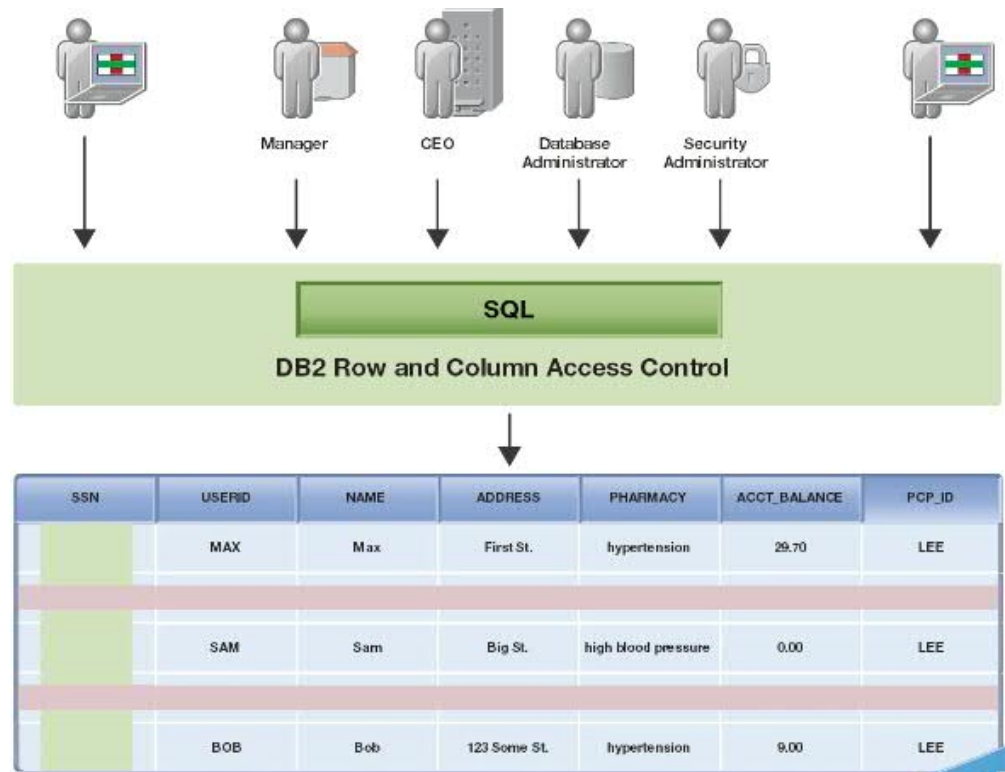 Manager
CEO
Database
Administrator
Security
Administrator
SQL
DB2 Row and Column Access Control
SSN USERID NAME ADDRESS PHARMACY ACCT_BALANCE PCP_ID
MAX Max First St. hypertension 29.70 LEE
SAM Sam Big St. high blood pressure 0.00 LEE
BOB Bob 123 Some St. hypertension 9.00 LEE